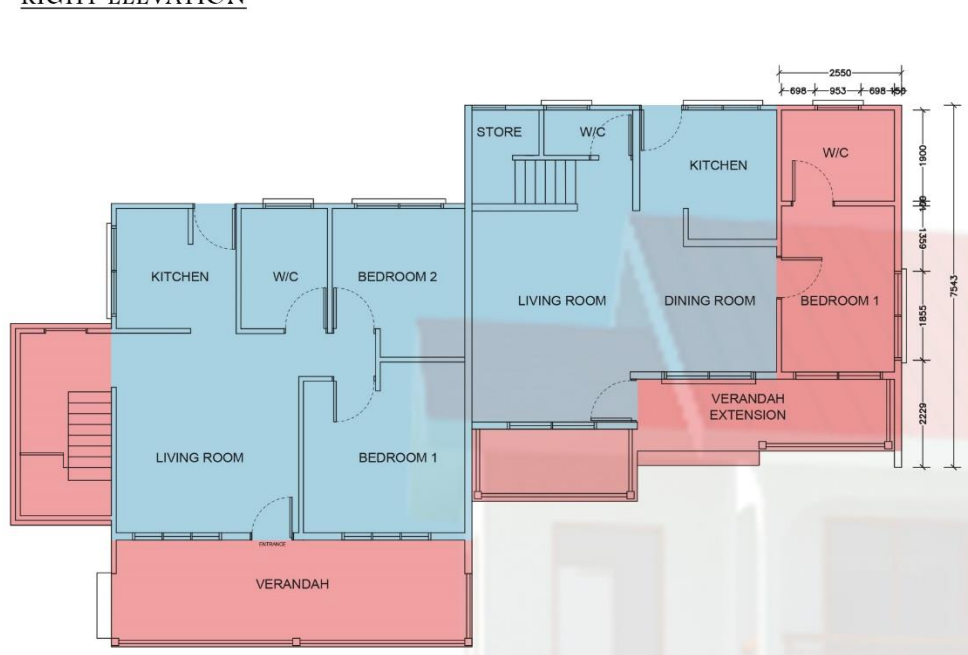 RIGHT ELEVATION
2550
698 953 698 150
STORE
W/C
KITCHEN
W/C
1900
1359
7543
KITCHEN
W/C
BEDROOM 2
LIVING ROOM
DINING ROOM
BEDROOM 1
1855
VERANDAH
EXTENSION
2229
LIVING ROOM
BEDROOM 1
ENTRANCE
VERANDAH